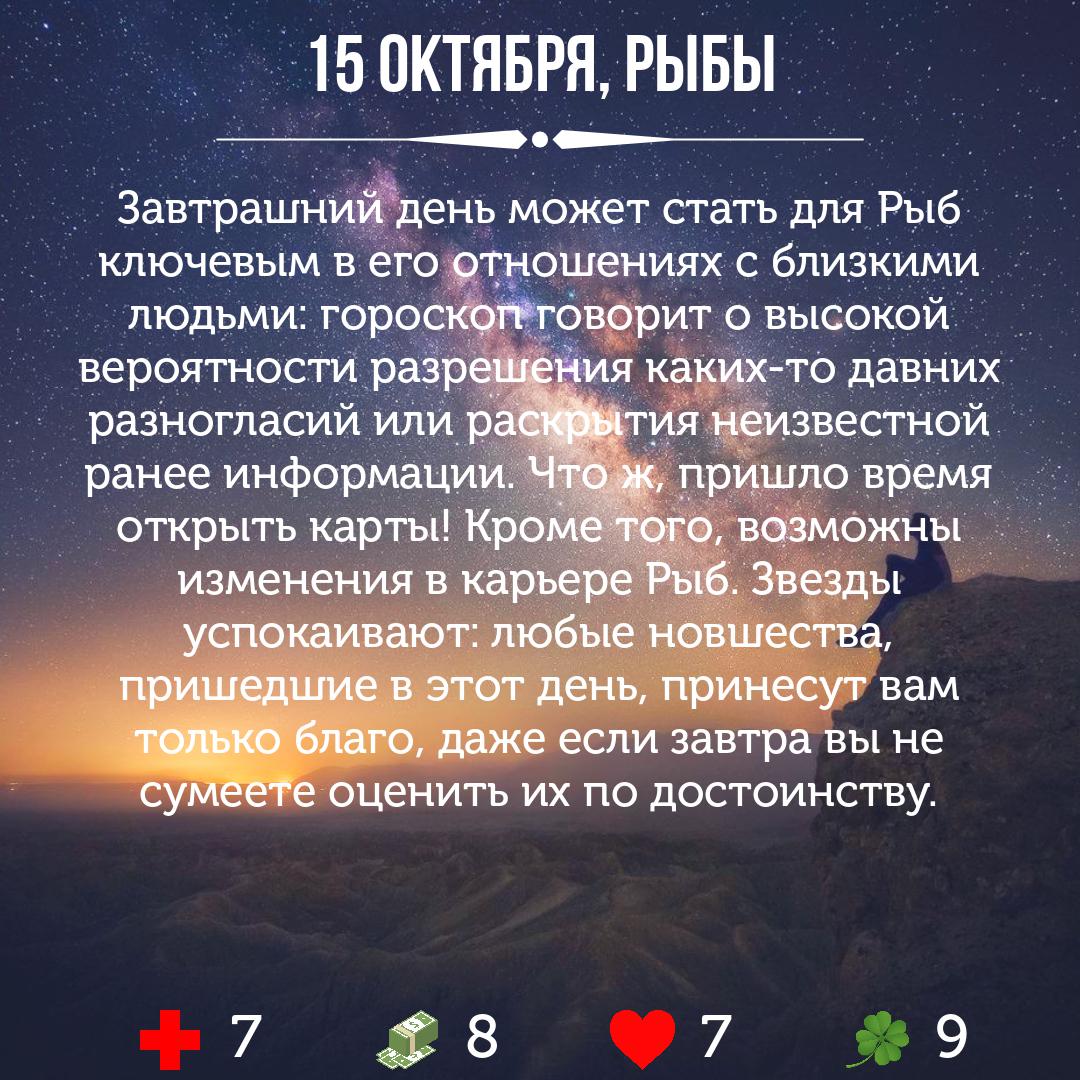 15 ОКТЯБРЯ, РЫБЫ
Завтрашний день может стать для Рыб
ключевым в его отношениях с близкими
людьми: гороскоп говорит о высокой
вероятности разрешения каких-то давних
разногласий или раскрытия неизвестной
ранее информации. Что ж, пришло время
открыть карты! Кроме того, возможны
изменения в карьере Рыб. Звезды
успокаивают: любые новшества,
пришедшие в этот день, принесут вам
только благо, даже если завтра вы не
сумеете оценить их по достоинству.
7 8 7 9